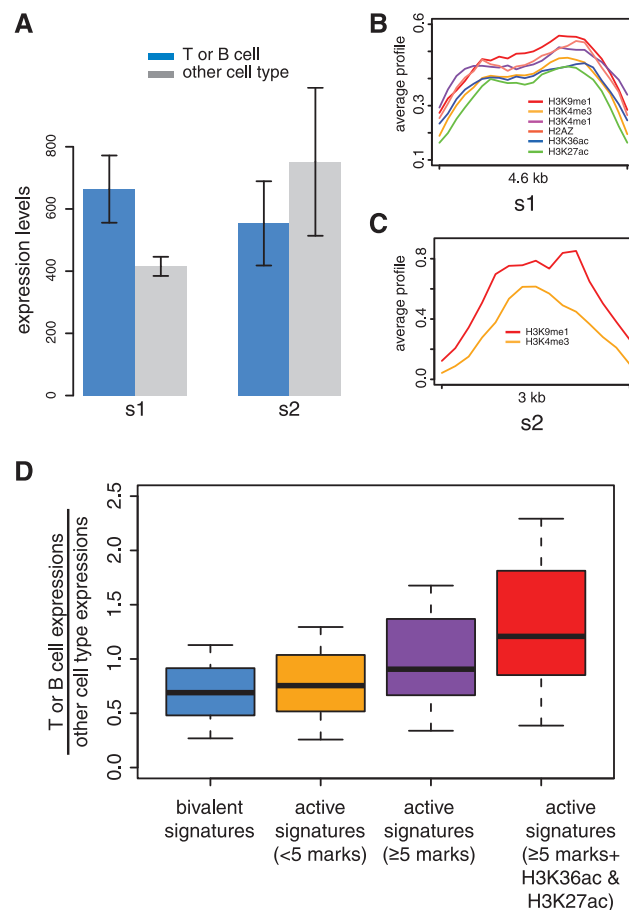 A
T or B cell
other cell type
expression levels
0
200
400
600
800
s1
s2
B
average profile
0.1
0.3
0.6
H3K9me1
H3K4me3
H3K4me1
H2AZ
H3K36ac
H3K27ac
4.6 kb
s1
C
average profile
0.0
0.4
0.8
H3K9me1
H3K4me3
3 kb
s2
D
T or B cell expressions
other cell type expressions
0.0
0.5
1.0
1.5
2.0
2.5
bivalent
signatures
active
signatures
(<5 marks)
active
signatures
(≥5 marks)
active
signatures
(≥5 marks+
H3K36ac &
H3K27ac)